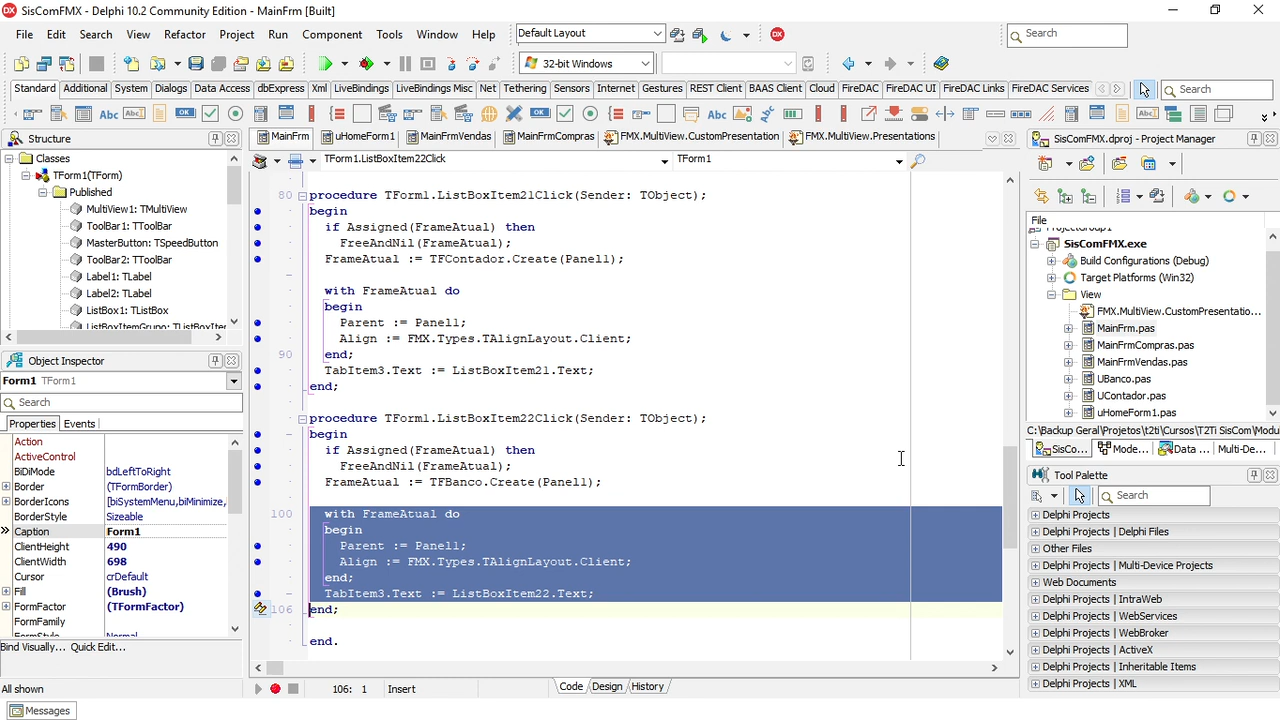 SisComFMX - Delphi 10.2 Community Edition - MainFrm [Built]
File Edit Search View Refactor Project Run Component Tools Window Help
Default Layout
Search
32-bit Windows
Standard Additional System Dialogs Data Access dbExpress Xml LiveBindings LiveBindings Misc Net Tethering Sensors Internet Gestures REST Client BAAS Client Cloud FireDAC FireDAC UI FireDAC Links FireDAC Services
Search
Structure
Classes
TForm1(TForm)
Published
MultiView1: TMultiView
ToolBar1: TToolBar
MasterButton: TSpeedButton
ToolBar2: TToolBar
Label1: TLabel
Label2: TLabel
ListBox1: TListBox
ListBoxItemGrupo: TListBoxIter
Object Inspector
Form1 TForm1
Search
Properties Events
Action
ActiveControl
BiDiMode bdLeftToRight
Border (TFormBorder)
BorderIcons [biSystemMenu,biMinimize,
BorderStyle Sizeable
Caption Form1
ClientHeight 490
ClientWidth 698
Cursor crDefault
Fill (Brush)
FormFactor (TFormFactor)
FormFamily
FormStyle Normal
Bind Visually... Quick Edit...
All shown
Messages
MainFrm uHomeForm1 MainFrmVendas MainFrmCompras FMX.MultiView.CustomPresentation FMX.MultiView.Presentations
TForm1.ListBoxItem22Click TForm1
80 procedure TForm1.ListBoxItem21Click(Sender: TObject);
begin
if Assigned(FrameAtual) then
FreeAndNil(FrameAtual);
FrameAtual := TFContador.Create(Panel1);
with FrameAtual do
begin
Parent := Panel1;
Align := FMX.Types.TAlignLayout.Client;
90 end;
TabItem3.Text := ListBoxItem21.Text;
end;
procedure TForm1.ListBoxItem22Click(Sender: TObject);
begin
if Assigned(FrameAtual) then
FreeAndNil(FrameAtual);
FrameAtual := TFBanco.Create(Panel1);
100 with FrameAtual do
begin
Parent := Panel1;
Align := FMX.Types.TAlignLayout.Client;
end;
TabItem3.Text := ListBoxItem22.Text;
106 end;
end.
106: 1 Insert
Code Design History
SisComFMX.dproj - Project Manager
File
ProjectGroup1
SisComFMX.exe
Build Configurations (Debug)
Target Platforms (Win32)
View
FMX.MultiView.CustomPresentatio...
MainFrm.pas
MainFrmCompras.pas
MainFrmVendas.pas
UBanco.pas
UContador.pas
uHomeForm1.pas
C:\Backup Geral\Projetos\t2ti\Cursos\T2Ti SisCom\Modu
SisCo... Mode... Data ... Multi-De...
Tool Palette
Search
Delphi Projects
Delphi Projects | Delphi Files
Other Files
Delphi Projects | Multi-Device Projects
Web Documents
Delphi Projects | IntraWeb
Delphi Projects | WebServices
Delphi Projects | WebBroker
Delphi Projects | ActiveX
Delphi Projects | Inheritable Items
Delphi Projects | XML